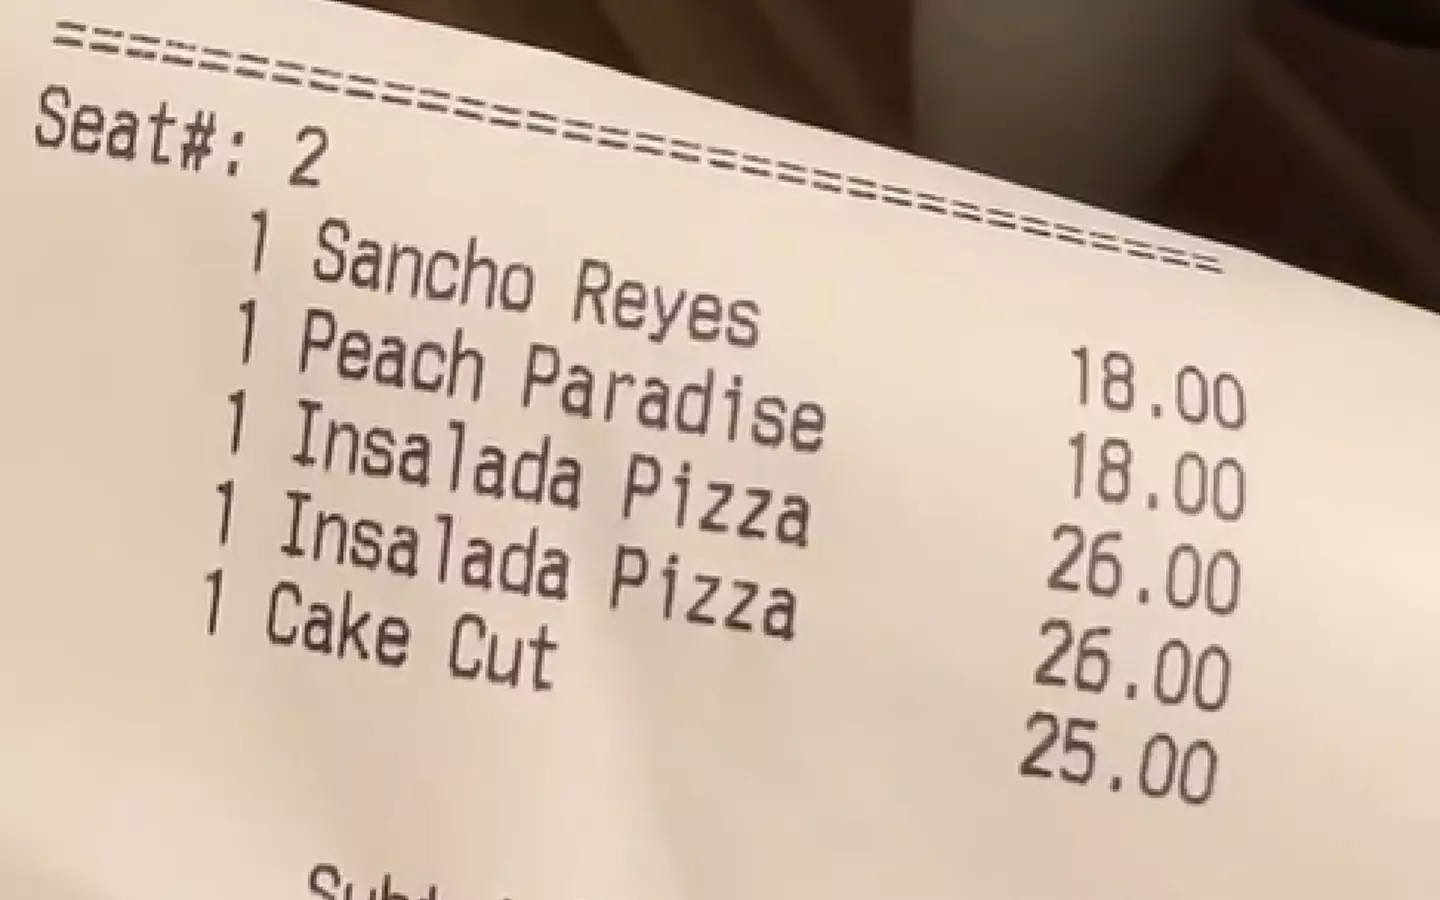 ==================================
Seat#: 2
1 Sancho Reyes 18.00
1 Peach Paradise 18.00
1 Insalada Pizza 26.00
1 Insalada Pizza 26.00
1 Cake Cut 25.00